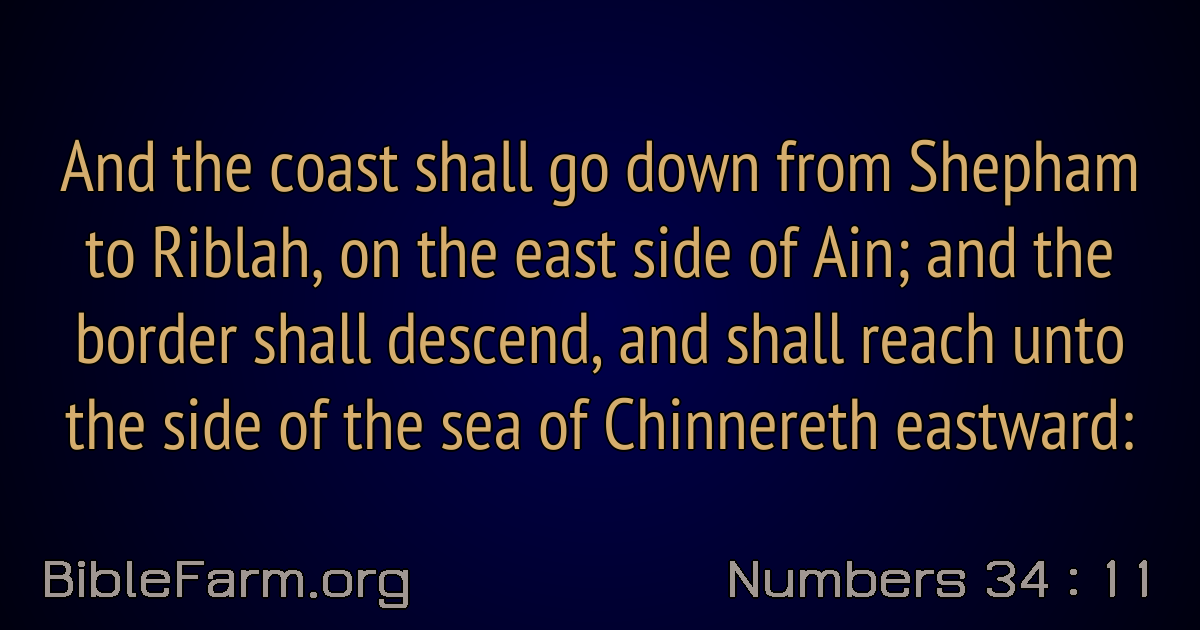 And the coast shall go down from Shepham
to Riblah, on the east side of Ain; and the
border shall descend, and shall reach unto
the side of the sea of Chinnereth eastward:
BibleFarm.org
Numbers 34 : 11